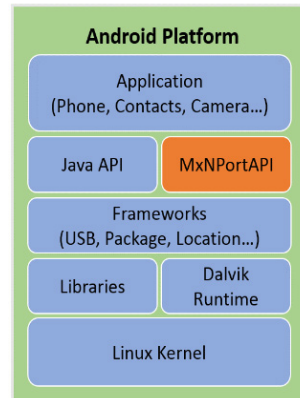 Android Platform
Application
(Phone, Contacts, Camera...)
Java API
MxNPortAPI
Frameworks
(USB, Package, Location...)
Libraries
Dalvik
Runtime
Linux Kernel